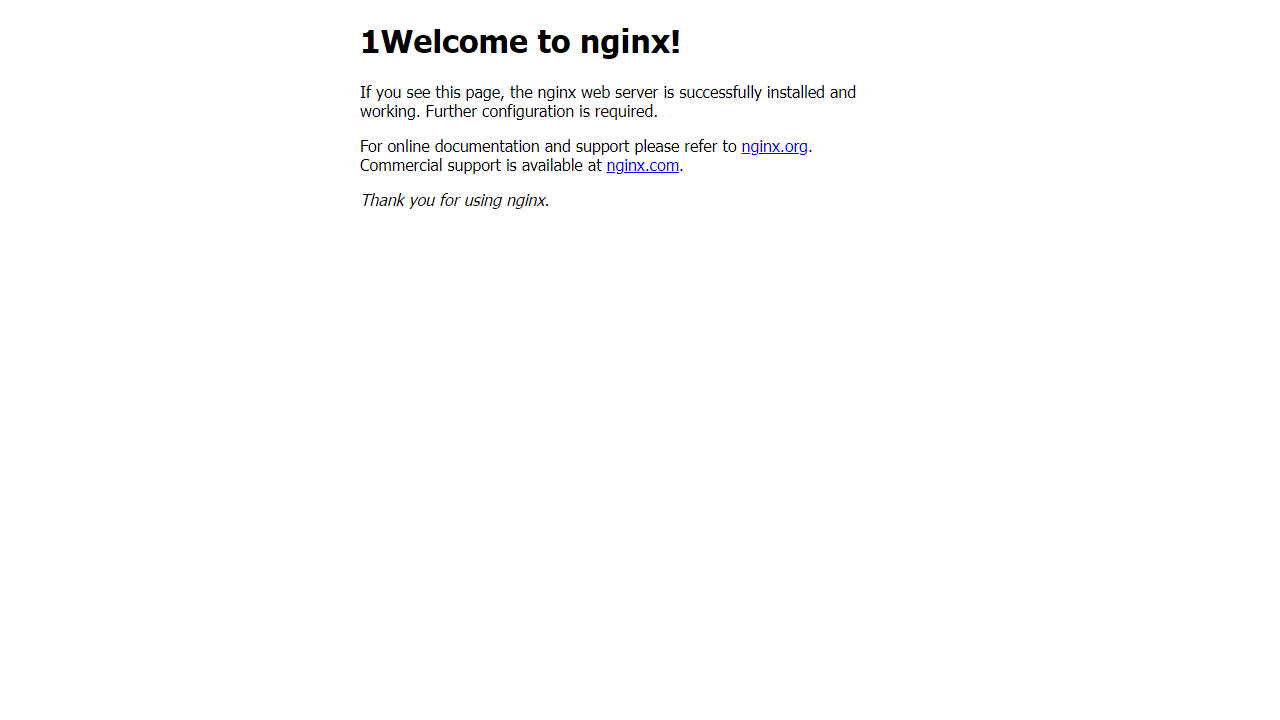 1Welcome to nginx!
If you see this page, the nginx web server is successfully installed and
working. Further configuration is required.
For online documentation and support please refer to nginx.org.
Commercial support is available at nginx.com.
Thank you for using nginx.